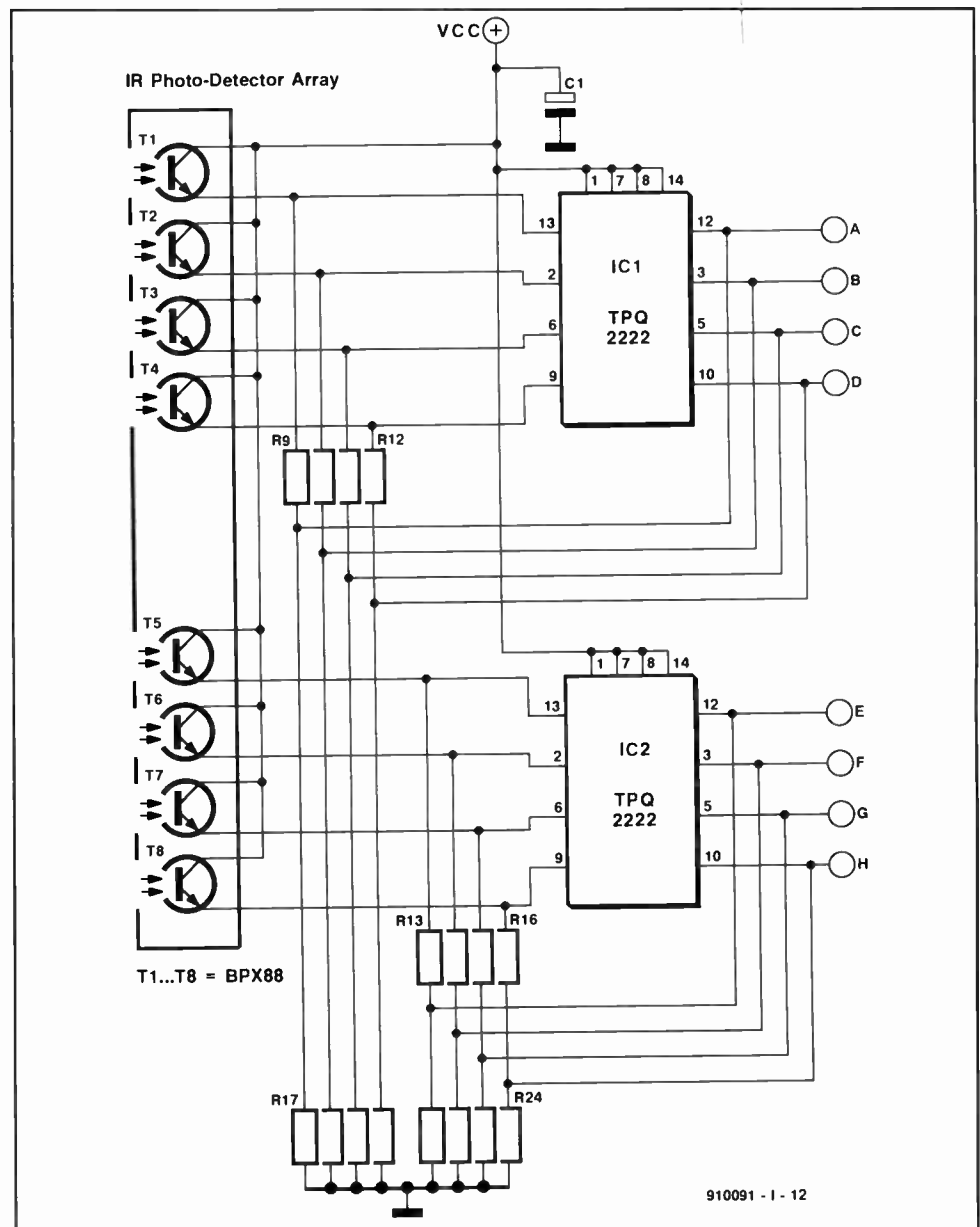 VCC +
C1
IR Photo-Detector Array
T1
T2
T3
T4
1 7 8 14
13
2
6
9
IC1
TPQ
2222
12
3
5
10
A
B
C
D
R9
R12
T5
T6
T7
T8
1 7 8 14
13
2
6
9
IC2
TPQ
2222
12
3
5
10
E
F
G
H
R13
R16
T1...T8 = BPX88
R17
R24
910091 - I - 12